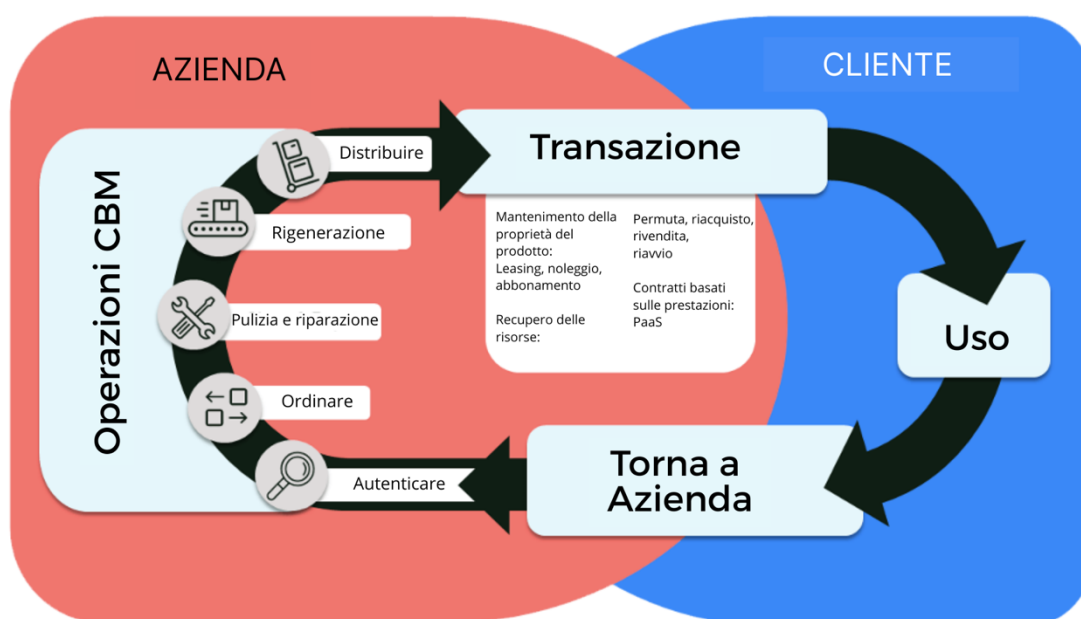 AZIENDA
CLIENTE
Operazioni CBM
Distribuire
Rigenerazione
Pulizia e riparazione
Ordinare
Autenticare
Transazione
Mantenimento della
proprietà del
prodotto:
Leasing, noleggio,
abbonamento
Recupero delle
risorse:
Permuta, riacquisto,
rivendita,
riavvio
Contratti basati
sulle prestazioni:
PaaS
Uso
Torna a
Azienda